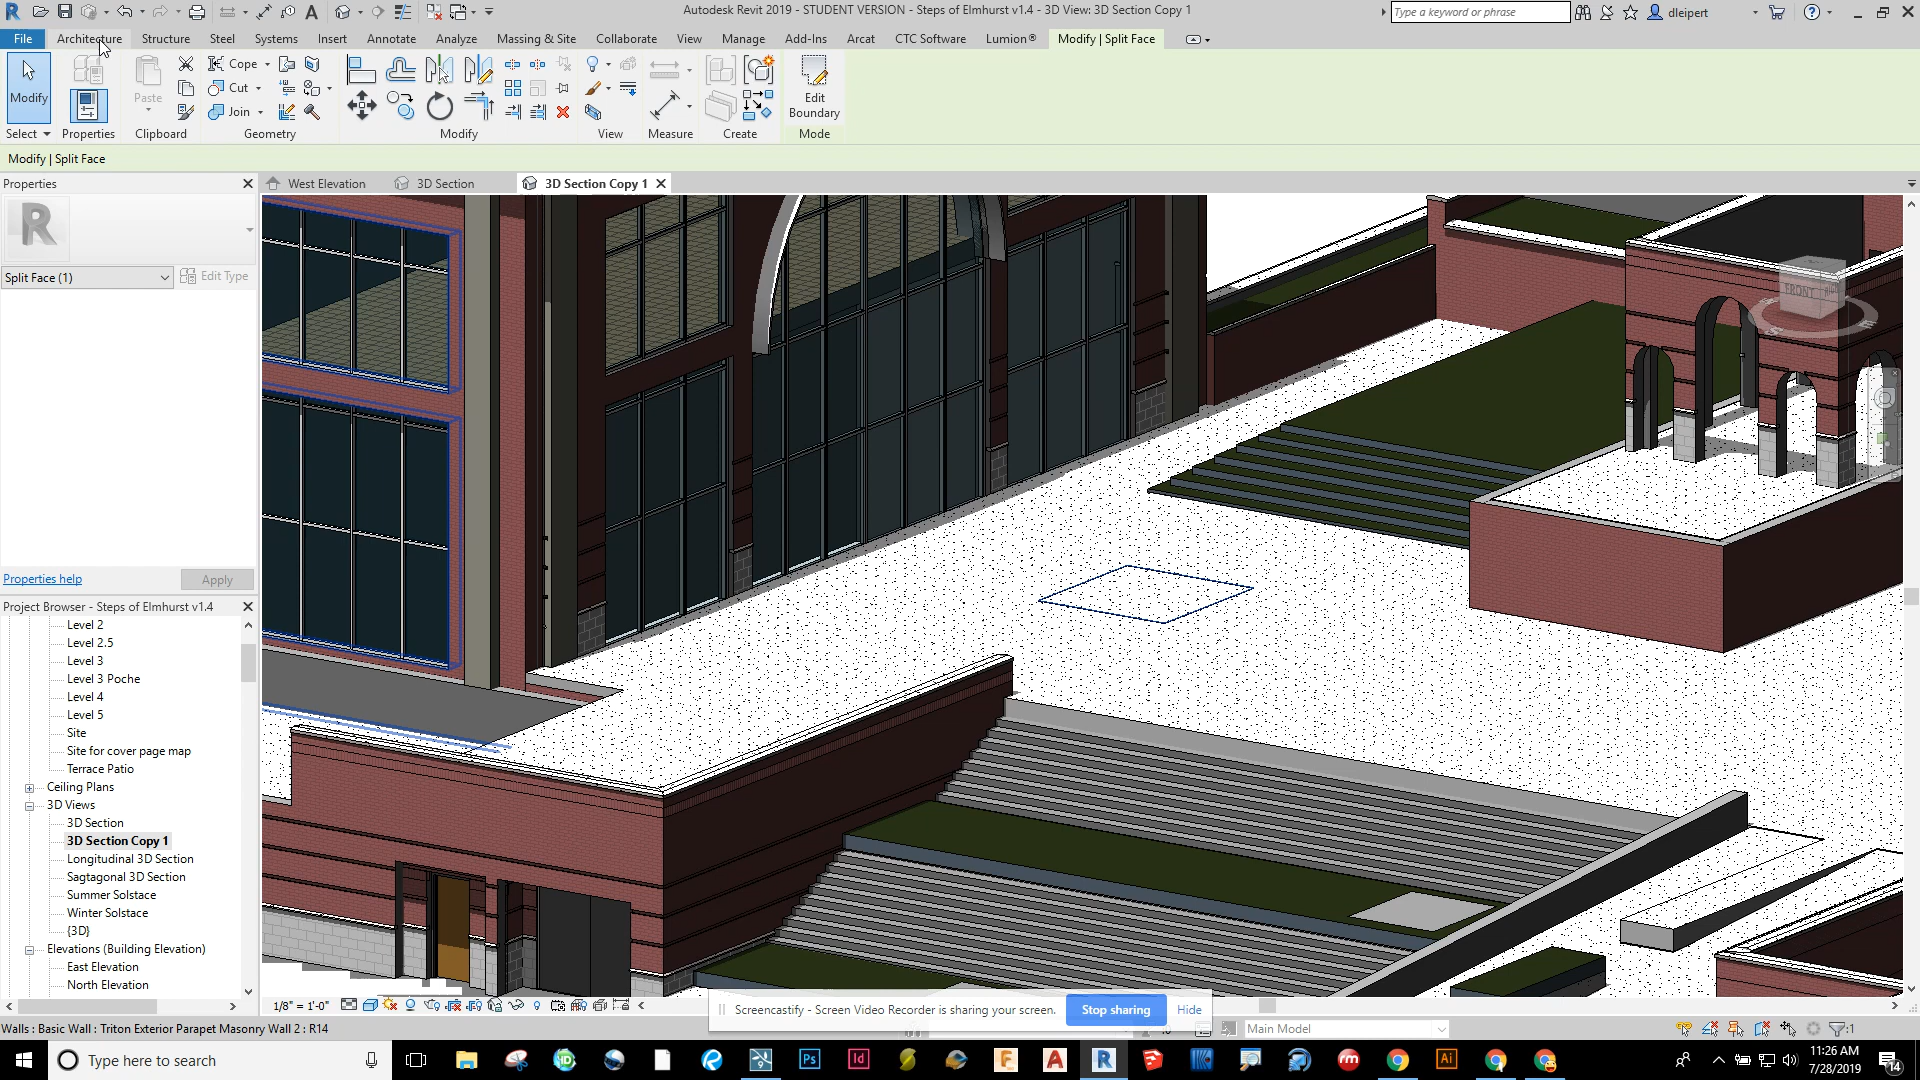 Autodesk Revit 2019 - STUDENT VERSION - Steps of Elmhurst v1.4 - 3D View: 3D Section Copy 1
Type a keyword or phrase
dleipert
File Architecture Structure Steel Systems Insert Annotate Analyze Massing & Site Collaborate View Manage Add-Ins Arcat CTC Software Lumion® Modify | Split Face
Modify
Paste
Cope
Cut
Join
Edit
Boundary
Select Properties Clipboard Geometry Modify View Measure Create Mode
Modify | Split Face
Properties
West Elevation
3D Section
3D Section Copy 1
Split Face (1)
Edit Type
Properties help
Apply
Project Browser - Steps of Elmhurst v1.4
Level 2
Level 2.5
Level 3
Level 3 Poche
Level 4
Level 5
Site
Site for cover page map
Terrace Patio
Ceiling Plans
3D Views
3D Section
3D Section Copy 1
Longitudinal 3D Section
Sagtagonal 3D Section
Summer Solstace
Winter Solstace
{3D}
Elevations (Building Elevation)
East Elevation
North Elevation
FRONT
1/8" = 1'-0"
Screencastify - Screen Video Recorder is sharing your screen.
Stop sharing
Hide
Walls : Basic Wall : Triton Exterior Parapet Masonry Wall 2 : R14
Main Model
:1
Type here to search
11:26 AM
7/28/2019
14